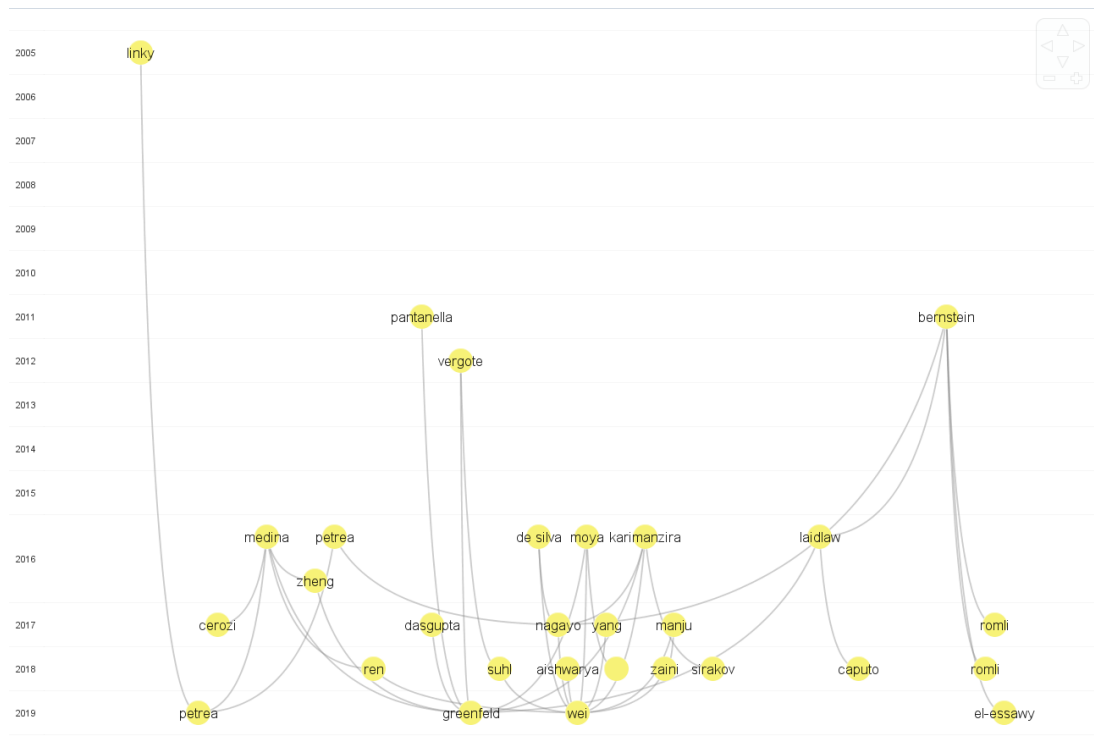 2005 linky
2006
2007
2008
2009
2010
2011 pantanella bernstein
2012 vergote
2013
2014
2015
medina petrea de silva moya karimanzira laidlaw
2016
zheng
2017 cerozi dasgupta nagayo yang manju romli
2018 ren suhl aishwarya zaini sirakov caputo romli
2019 petrea greenfeld wei el-essawy